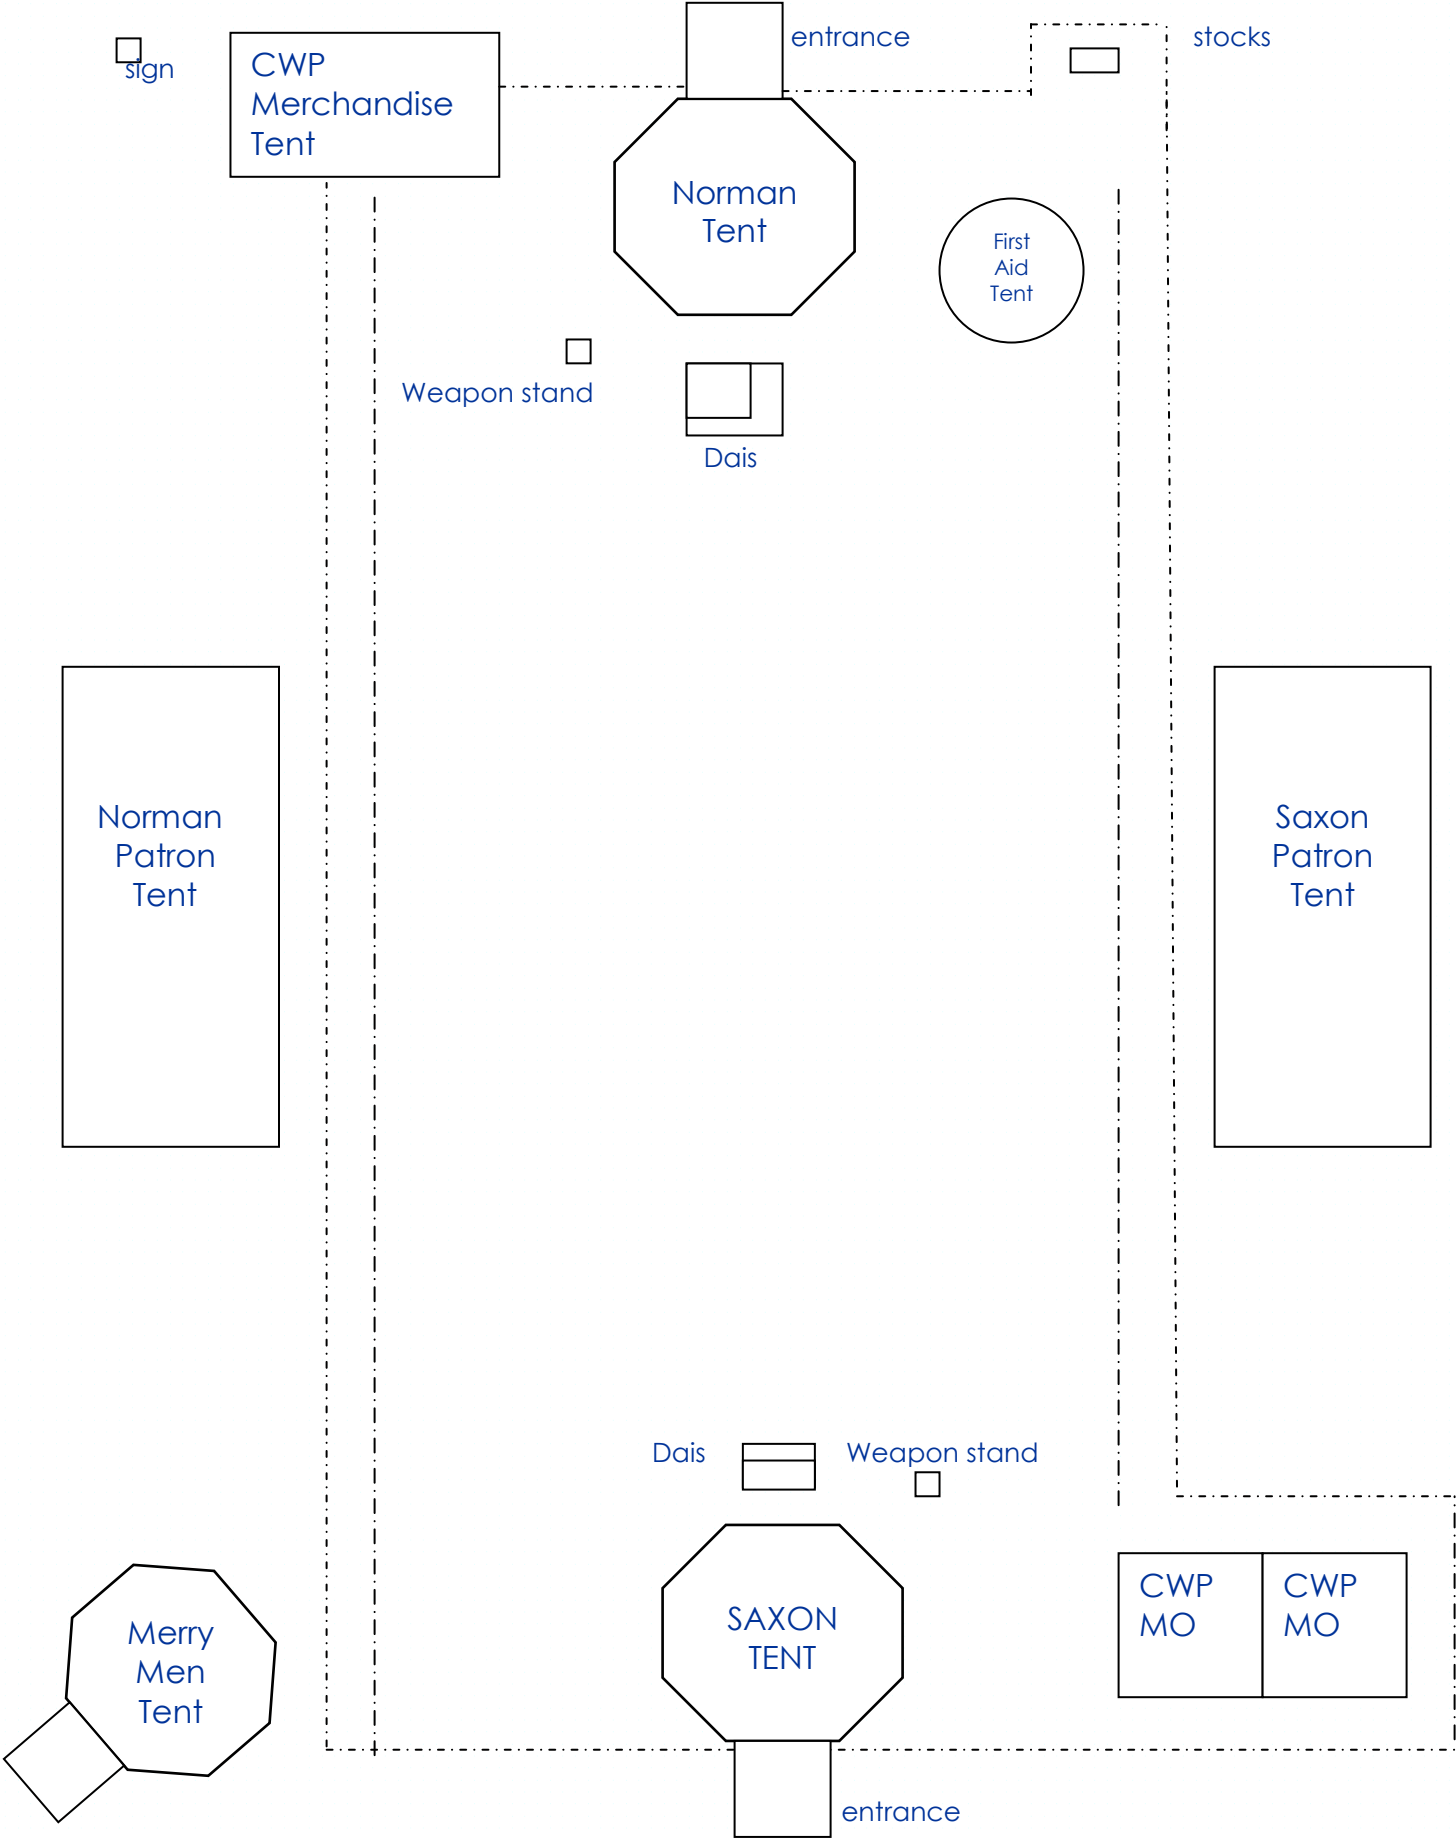 entrance
stocks
sign
CWP
Merchandise
Tent
Norman
Tent
First
Aid
Tent
Weapon stand
Dais
Norman
Patron
Tent
Saxon
Patron
Tent
Dais
Weapon stand
CWP
MO
CWP
MO
SAXON
TENT
Merry
Men
Tent
entrance